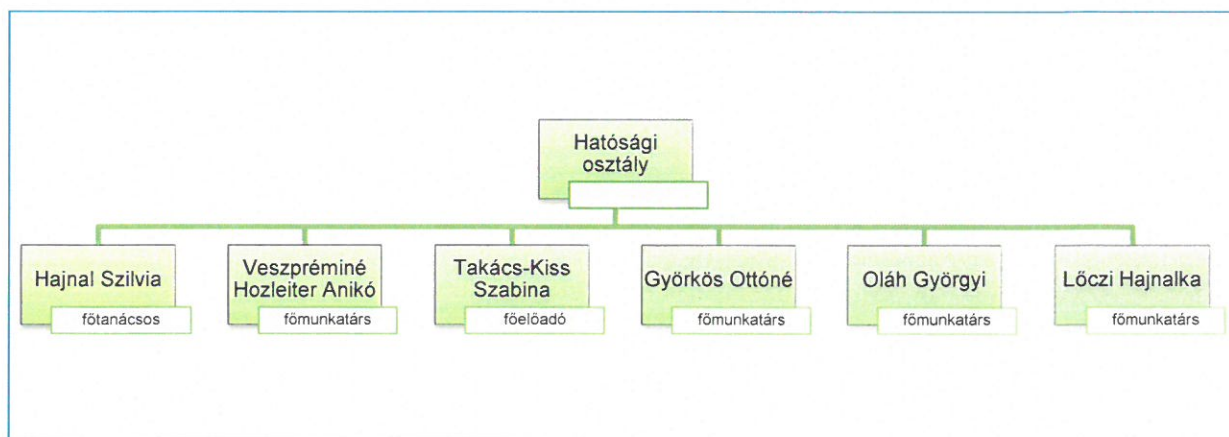 Hatósági
osztály
Hajnal Szilvia
főtanácsos
Veszpréminé
Hozleiter Anikó
főmunkatárs
Takács-Kiss
Szabina
főelőadó
Györkös Ottóné
főmunkatárs
Oláh Györgyi
főmunkatárs
Lőczi Hajnalka
főmunkatárs